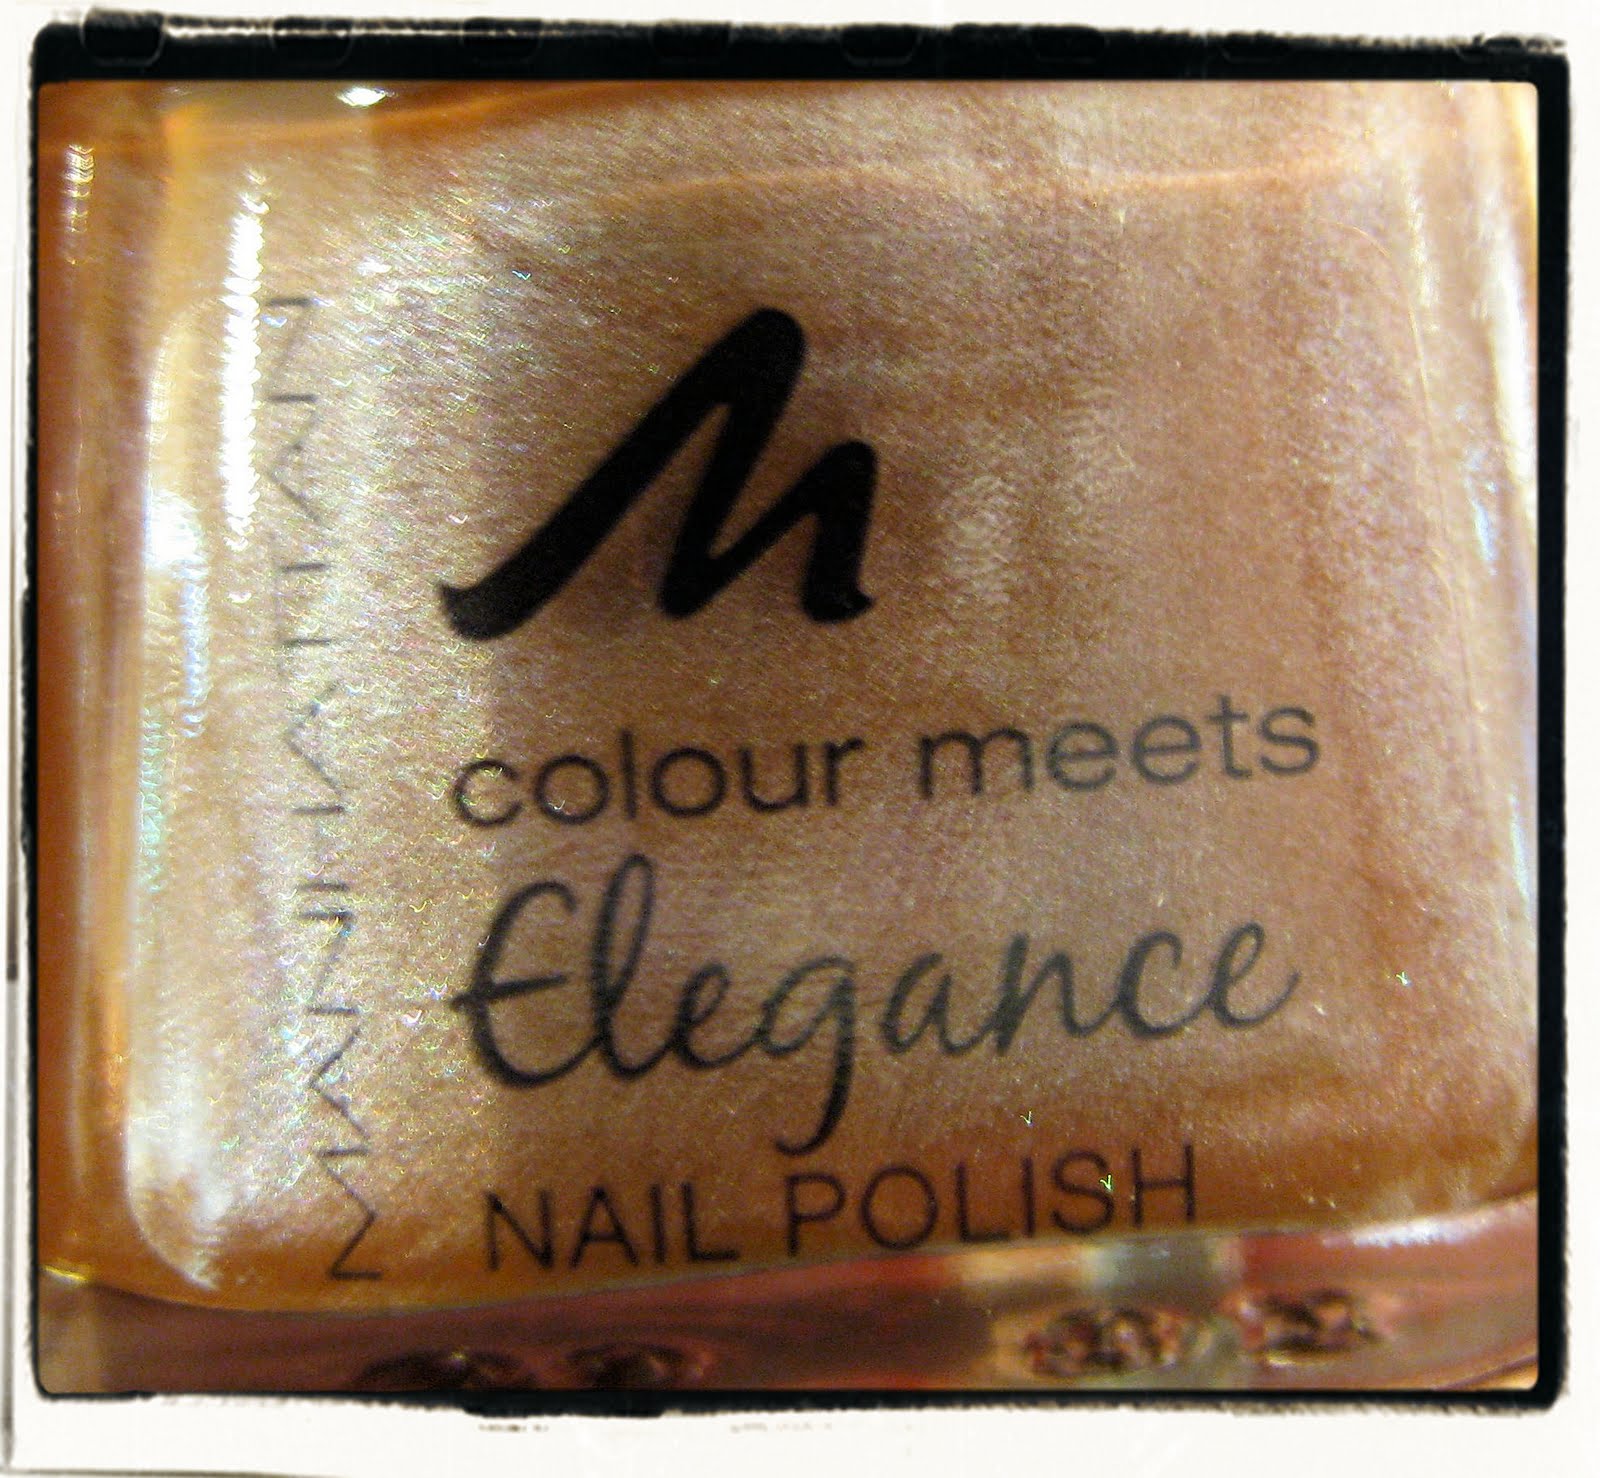 M
colour meets
Elegance
NAIL POLISH
MANHATTAN